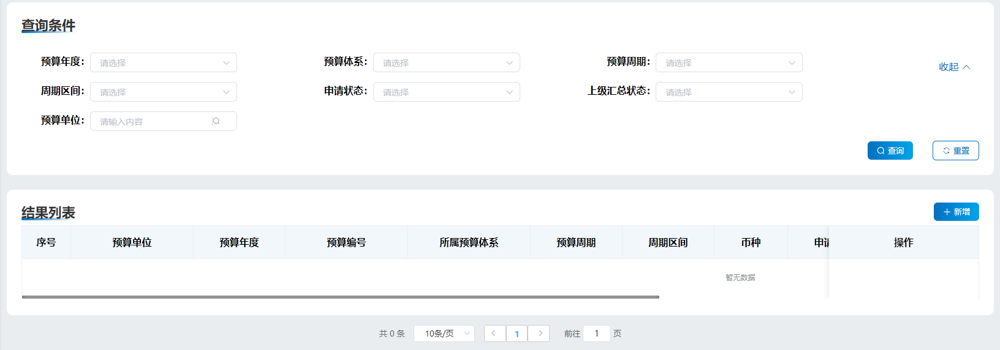 查询条件
预算年度： 请选择 预算体系： 请选择 预算周期： 请选择 收起
周期区间： 请选择 申请状态： 请选择 上级汇总状态： 请选择
预算单位： 请输入内容
查询 重置
结果列表 新增
序号 预算单位 预算年度 预算编号 所属预算体系 预算周期 周期区间 币种 申请 操作
暂无数据
共 0 条 10条/页 1 前往 1 页